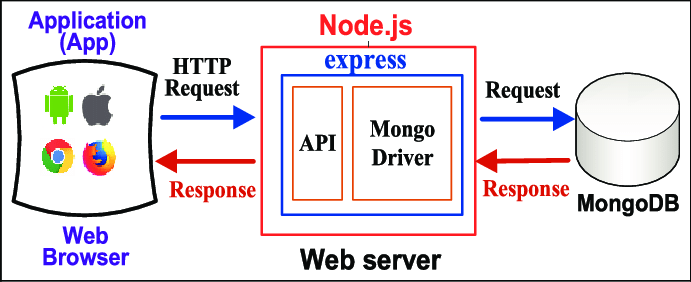 Application
(App)
Web
Browser
HTTP
Request
Response
Node.js
express
API
Mongo
Driver
Web server
Request
Response
MongoDB